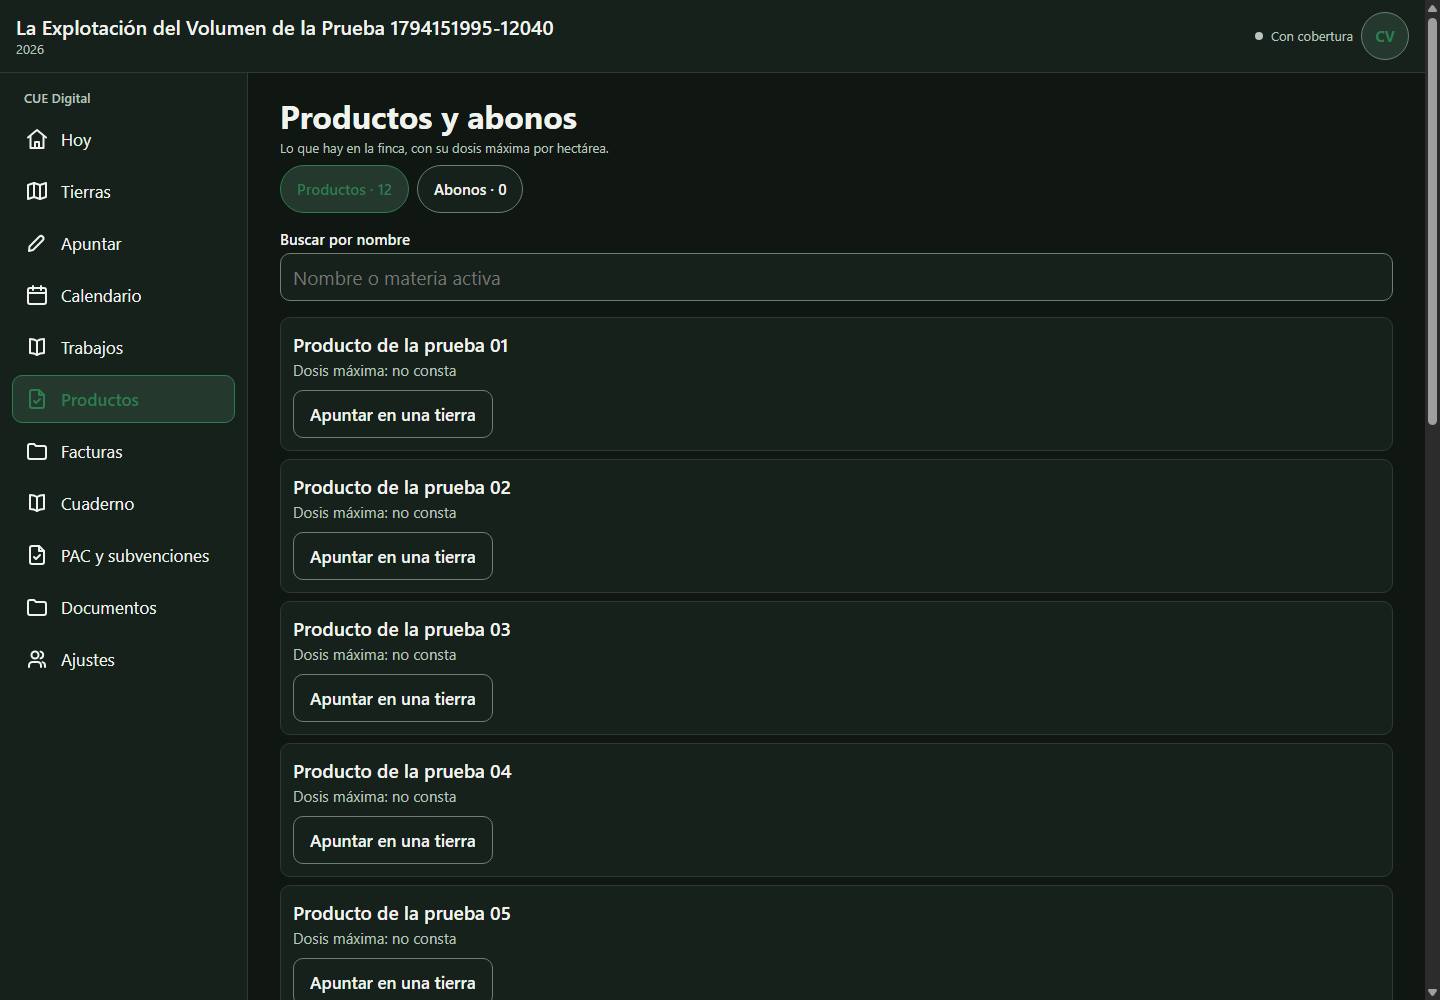 La Explotación del Volumen de la Prueba 1794151995-12040
2026
Con cobertura
CV
CUE Digital
Hoy
Tierras
Apuntar
Calendario
Trabajos
Productos
Facturas
Cuaderno
PAC y subvenciones
Documentos
Ajustes
Productos y abonos
Lo que hay en la finca, con su dosis máxima por hectárea.
Productos · 12
Abonos · 0
Buscar por nombre
Nombre o materia activa
Producto de la prueba 01
Dosis máxima: no consta
Apuntar en una tierra
Producto de la prueba 02
Dosis máxima: no consta
Apuntar en una tierra
Producto de la prueba 03
Dosis máxima: no consta
Apuntar en una tierra
Producto de la prueba 04
Dosis máxima: no consta
Apuntar en una tierra
Producto de la prueba 05
Dosis máxima: no consta
Apuntar en una tierra